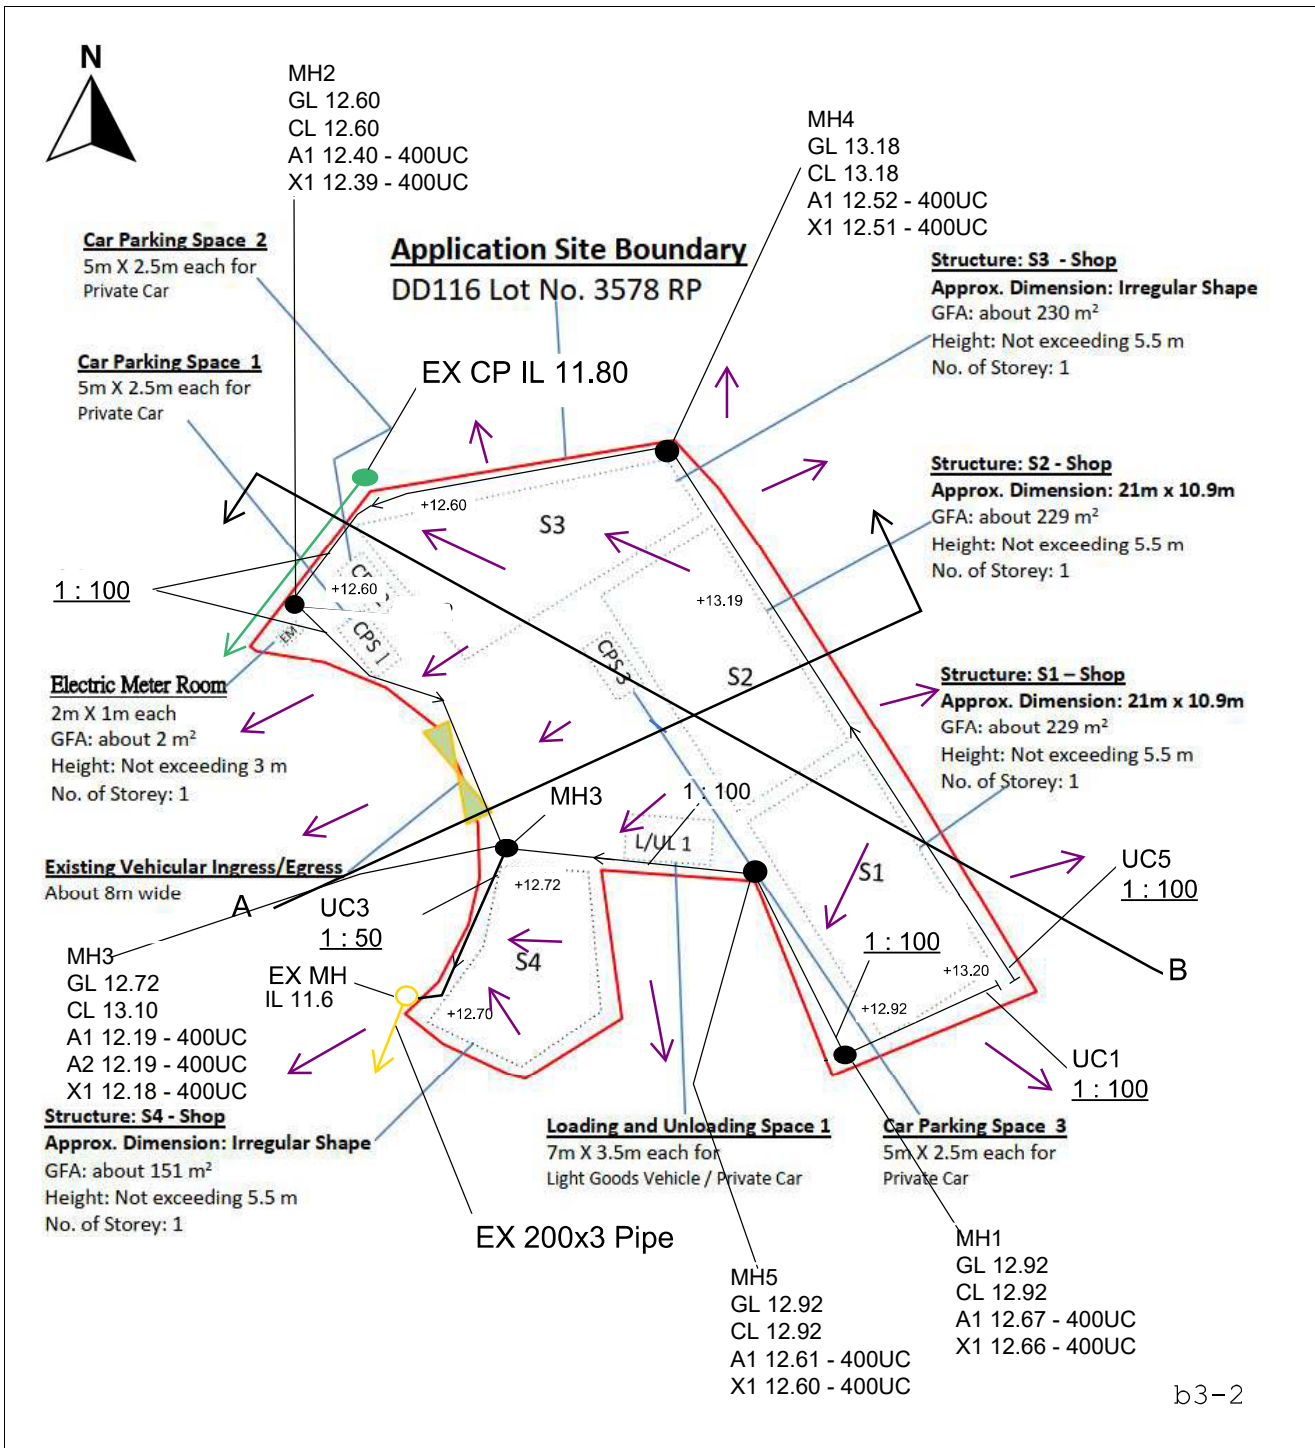 N
MH2
GL 12.60
CL 12.60
A1 12.40 - 400UC
X1 12.39 - 400UC
MH4
GL 13.18
CL 13.18
A1 12.52 - 400UC
X1 12.51 - 400UC
Car Parking Space 2
5m X 2.5m each for
Private Car
Application Site Boundary
DD116 Lot No. 3578 RP
Structure: S3 - Shop
Approx. Dimension: Irregular Shape
GFA: about 230 m²
Height: Not exceeding 5.5 m
No. of Storey: 1
Car Parking Space 1
5m X 2.5m each for
Private Car
EX CP IL 11.80
Structure: S2 - Shop
Approx. Dimension: 21m x 10.9m
GFA: about 229 m²
Height: Not exceeding 5.5 m
No. of Storey: 1
+12.60
S3
1 : 100
+12.60
+13.19
EM
CPS 1
CPS 3
S2
Electric Meter Room
2m X 1m each
GFA: about 2 m²
Height: Not exceeding 3 m
No. of Storey: 1
Structure: S1 – Shop
Approx. Dimension: 21m x 10.9m
GFA: about 229 m²
Height: Not exceeding 5.5 m
No. of Storey: 1
MH3
1 : 100
L/UL 1
Existing Vehicular Ingress/Egress
About 8m wide
A
UC3
1 : 50
+12.72
S1
UC5
1 : 100
1 : 100
B
MH3
GL 12.72
CL 13.10
A1 12.19 - 400UC
A2 12.19 - 400UC
X1 12.18 - 400UC
EX MH
IL 11.6
S4
+12.70
+13.20
+12.92
UC1
1 : 100
Structure: S4 - Shop
Approx. Dimension: Irregular Shape
GFA: about 151 m²
Height: Not exceeding 5.5 m
No. of Storey: 1
Loading and Unloading Space 1
7m X 3.5m each for
Light Goods Vehicle / Private Car
Car Parking Space 3
5m X 2.5m each for
Private Car
EX 200x3 Pipe
MH5
GL 12.92
CL 12.92
A1 12.61 - 400UC
X1 12.60 - 400UC
MH1
GL 12.92
CL 12.92
A1 12.67 - 400UC
X1 12.66 - 400UC
b3-2